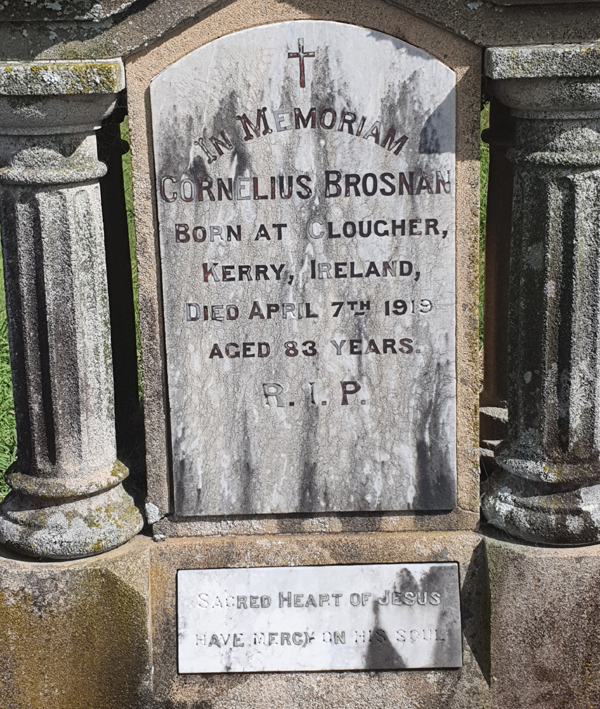 IN MEMORIAM
CORNELIUS BROSNAN
BORN AT CLOUGHER,
KERRY, IRELAND,
DIED APRIL 7TH 1919
AGED 83 YEARS.
R. I. P.
SACRED HEART OF JESUS
HAVE MERCY ON HIS SOUL